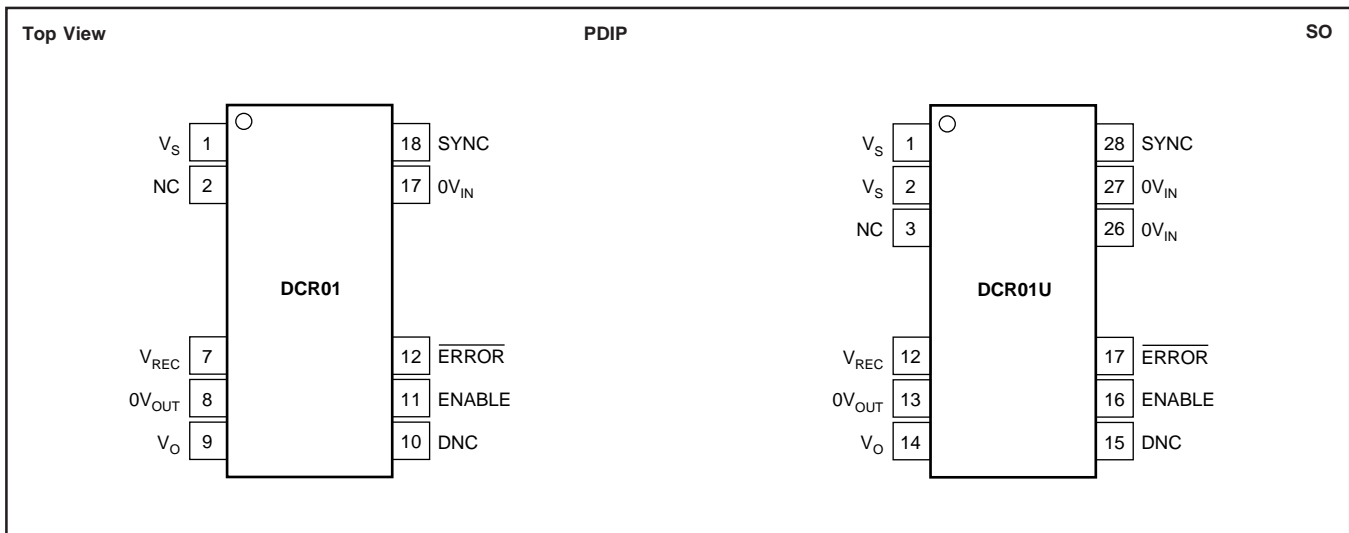 Top View PDIP SO
V_S 1 18 SYNC
NC 2 17 0V_IN
DCR01
V_REC 7 12 ERROR
0V_OUT 8 11 ENABLE
V_O 9 10 DNC
V_S 1 28 SYNC
V_S 2 27 0V_IN
NC 3 26 0V_IN
DCR01U
V_REC 12 17 ERROR
0V_OUT 13 16 ENABLE
V_O 14 15 DNC